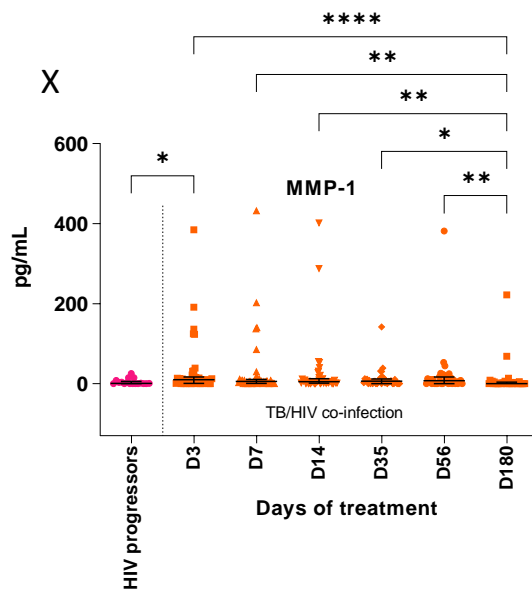 ****
X
**
**
*
**
*
MMP-1
pg/mL
600
400
200
0
TB/HIV co-infection
HIV progressors
D3
D7
D14
D35
D56
D180
Days of treatment